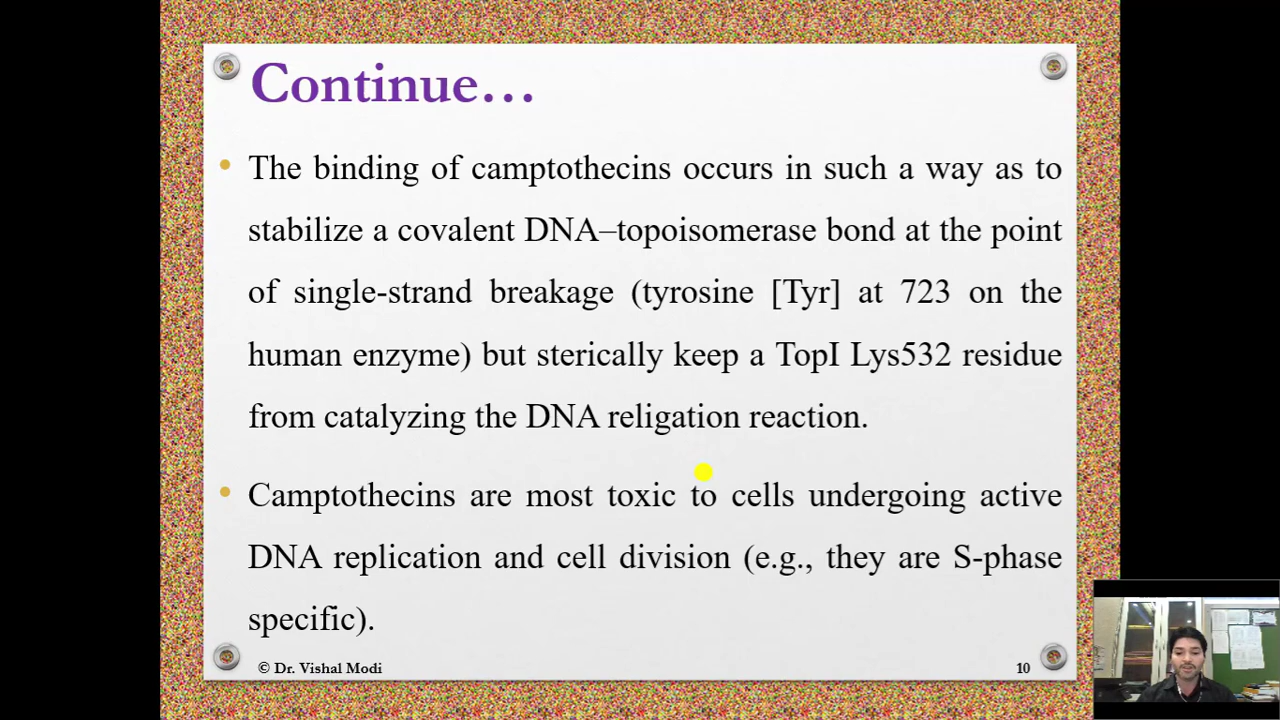 Continue…
• The binding of camptothecins occurs in such a way as to
stabilize a covalent DNA–topoisomerase bond at the point
of single-strand breakage (tyrosine [Tyr] at 723 on the
human enzyme) but sterically keep a TopI Lys532 residue
from catalyzing the DNA religation reaction.
• Camptothecins are most toxic to cells undergoing active
DNA replication and cell division (e.g., they are S-phase
specific).
© Dr. Vishal Modi
10